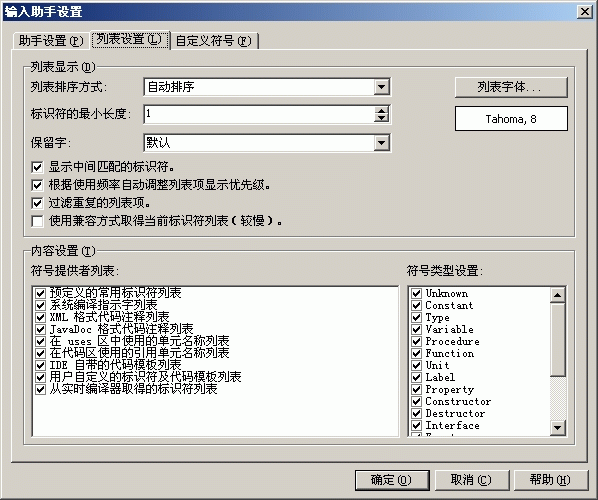 输入助手设置
助手设置(P) 列表设置(L) 自定义符号(F)
列表显示(D)
列表排序方式: 自动排序 列表字体...
标识符的最小长度: 1 Tahoma, 8
保留字: 默认
显示中间匹配的标识符。
根据使用频率自动调整列表项显示优先级。
过滤重复的列表项。
使用兼容方式取得当前标识符列表(较慢)。
内容设置(T)
符号提供者列表:
预定义的常用标识符列表
系统编译指示字列表
XML 格式代码注释列表
JavaDoc 格式代码注释列表
在 uses 区中使用的单元名称列表
在代码区使用的引用单元名称列表
IDE 自带的代码模板列表
用户自定义的标识符及代码模板列表
从实时编译器取得的标识符列表
符号类型设置:
Unknown
Constant
Type
Variable
Procedure
Function
Unit
Label
Property
Constructor
Destructor
Interface
确定(O) 取消(C) 帮助(H)